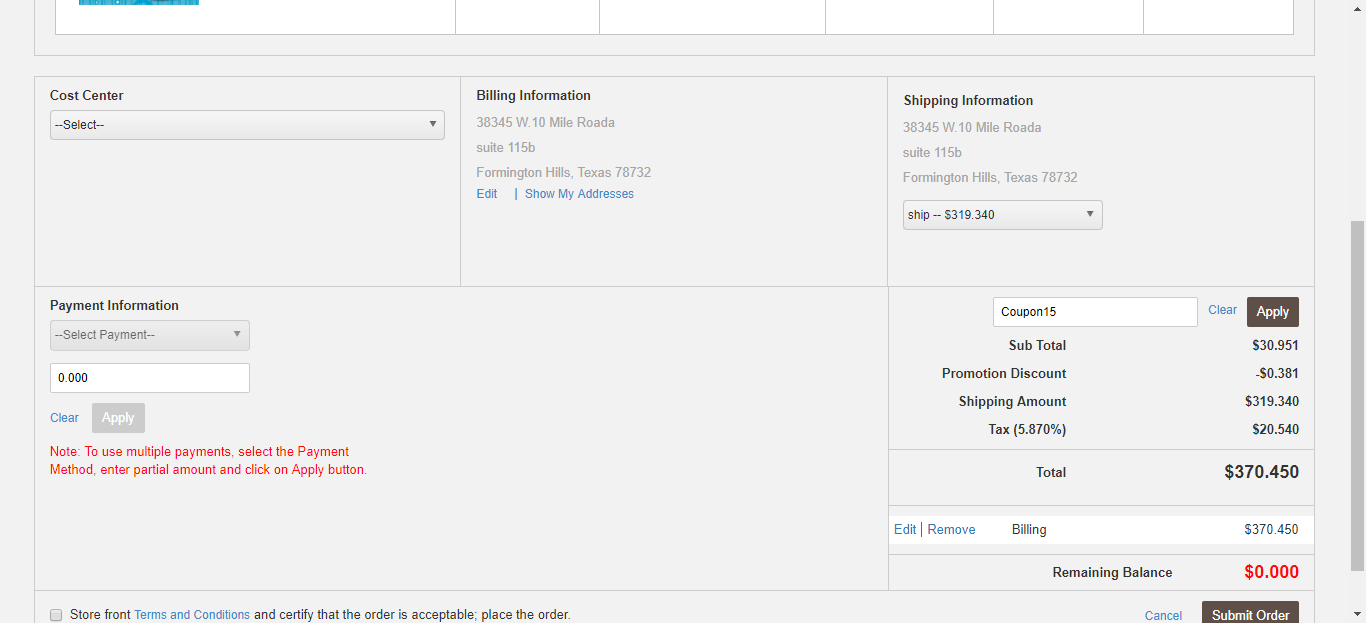 Cost Center
--Select--
Billing Information
38345 W.10 Mile Roada
suite 115b
Formington Hills, Texas 78732
Edit | Show My Addresses
Shipping Information
38345 W.10 Mile Roada
suite 115b
Formington Hills, Texas 78732
ship -- $319.340
Payment Information
--Select Payment--
0.000
Clear Apply
Note: To use multiple payments, select the Payment
Method, enter partial amount and click on Apply button.
Coupon15 Clear Apply
Sub Total $30.951
Promotion Discount -$0.381
Shipping Amount $319.340
Tax (5.870%) $20.540
Total $370.450
Edit | Remove Billing $370.450
Remaining Balance $0.000
Store front Terms and Conditions and certify that the order is acceptable; place the order.
Cancel Submit Order